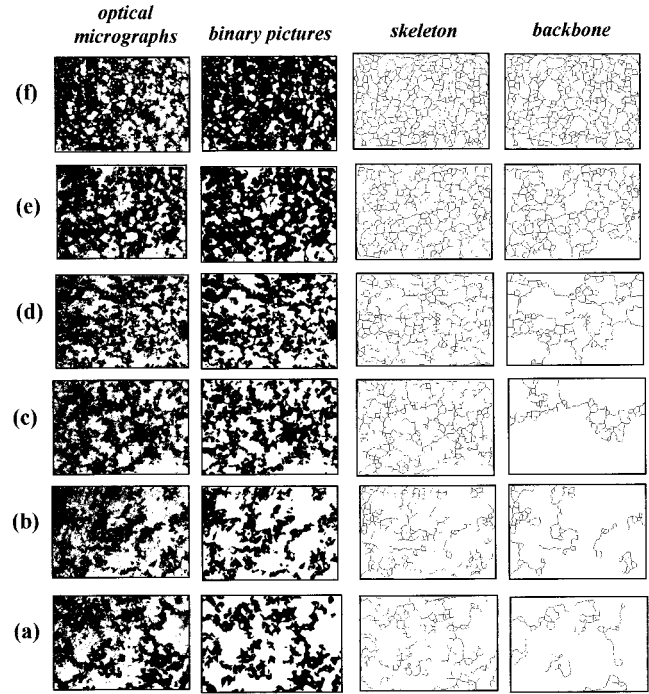 optical
micrographs binary pictures skeleton backbone
(f)
(e)
(d)
(c)
(b)
(a)